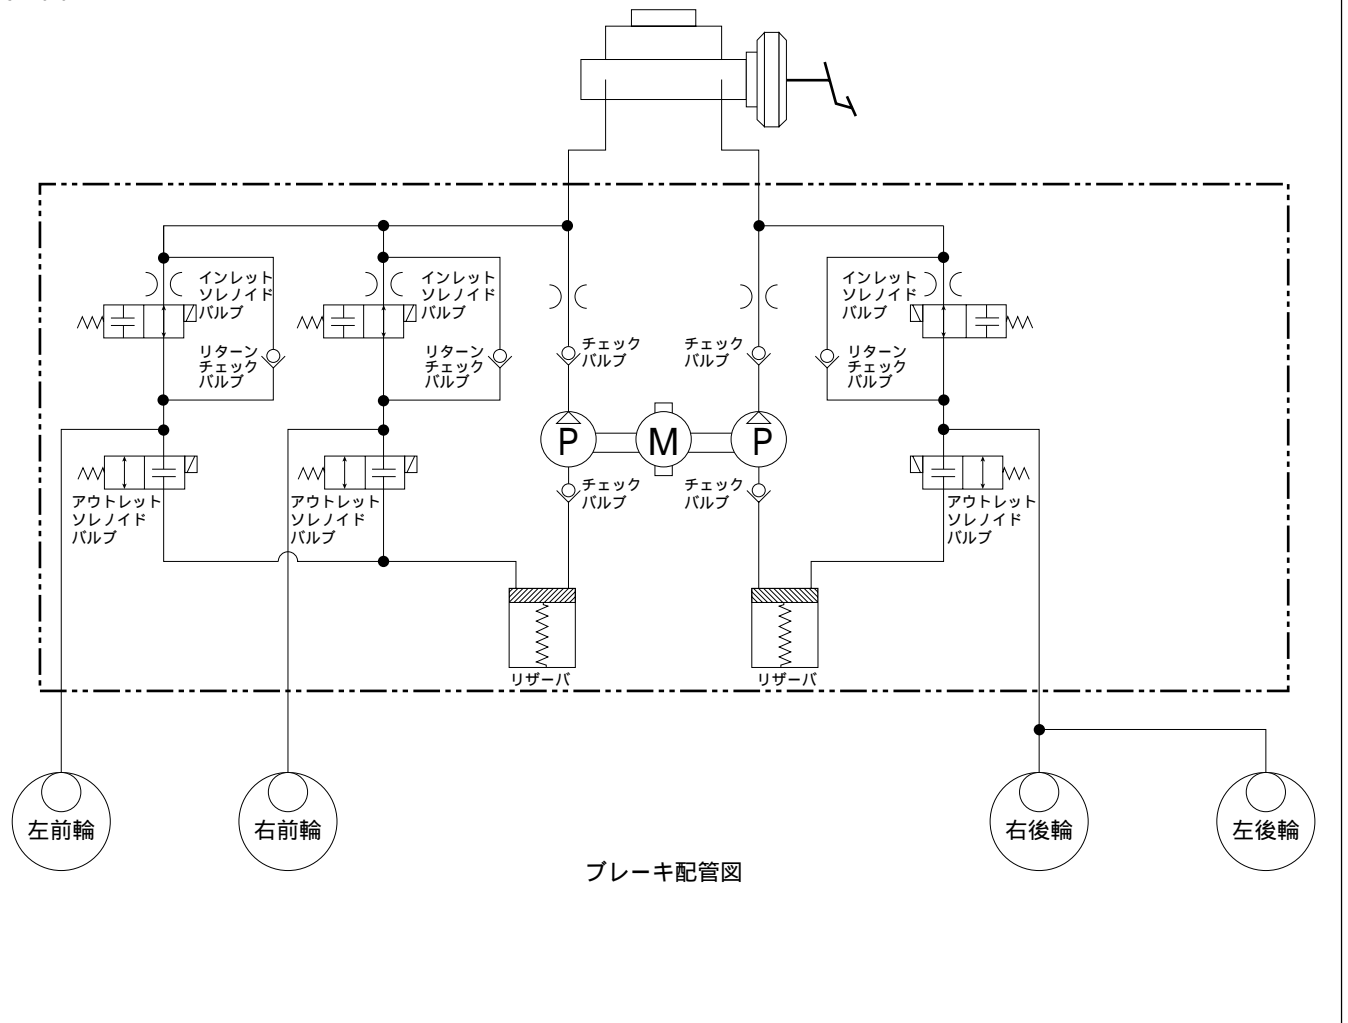 インレット
ソレノイド
バルブ
インレット
ソレノイド
バルブ
インレット
ソレノイド
バルブ
リターン
チェック
バルブ
リターン
チェック
バルブ
チェック
バルブ
チェック
バルブ
リターン
チェック
バルブ
P
M
P
アウトレット
ソレノイド
バルブ
アウトレット
ソレノイド
バルブ
チェック
バルブ
チェック
バルブ
アウトレット
ソレノイド
バルブ
リザーバ
リザーバ
左前輪
右前輪
右後輪
左後輪
ブレーキ配管図